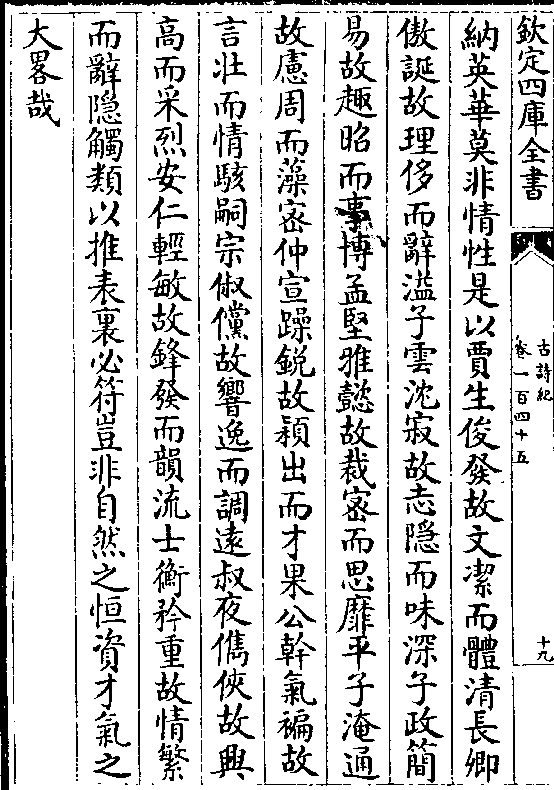 欽定四庫全書
古詩紀
卷一百四十五
十九
納英華莫非情性是以賈生俊發故文潔而體清長卿
傲誕故理侈而辭溢子雲沈寂故志隠而味深子政簡
易故趣昭而事博孟堅雅懿故裁宻而思靡平子淹通
故慮周而藻宻仲宣躁鋭故穎出而才果公幹氣褊故
言壮而情駭嗣宗俶儻故響逸而調逺叔夜儁俠故興
高而采烈安仁輕敏故鋒發而韻流士衡矜重故情繁
而辭隠觸類以推表裏必符豈非自然之恒資才氣之
大畧哉